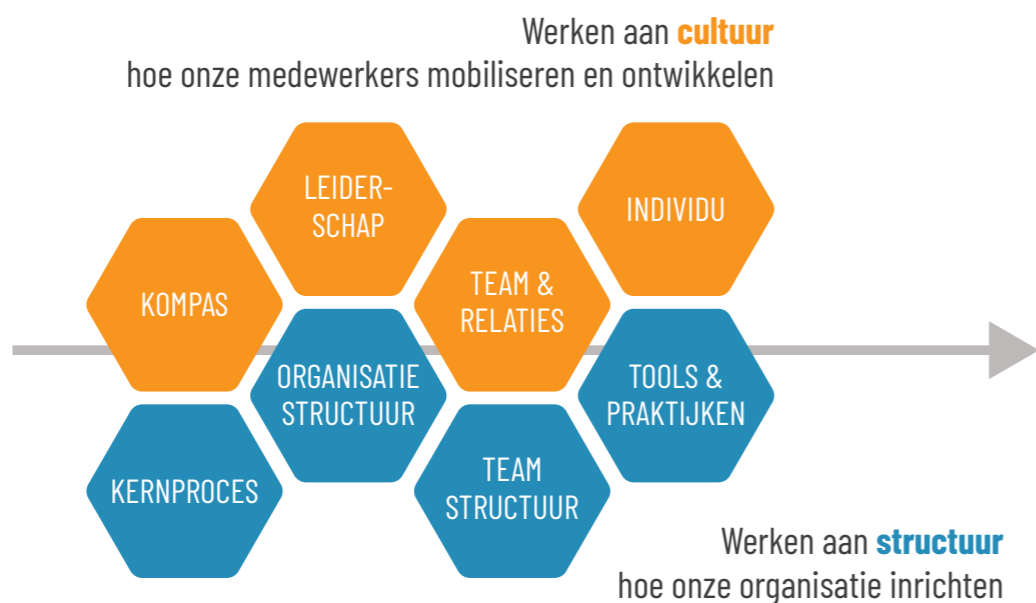 Werken aan cultuur
hoe onze medewerkers mobiliseren en ontwikkelen
LEIDER-
SCHAP
INDIVIDU
KOMPAS
TEAM &
RELATIES
ORGANISATIE
STRUCTUUR
TOOLS &
PRAKTIJKEN
KERNPROCES
TEAM
STRUCTUUR
Werken aan structuur
hoe onze organisatie inrichten